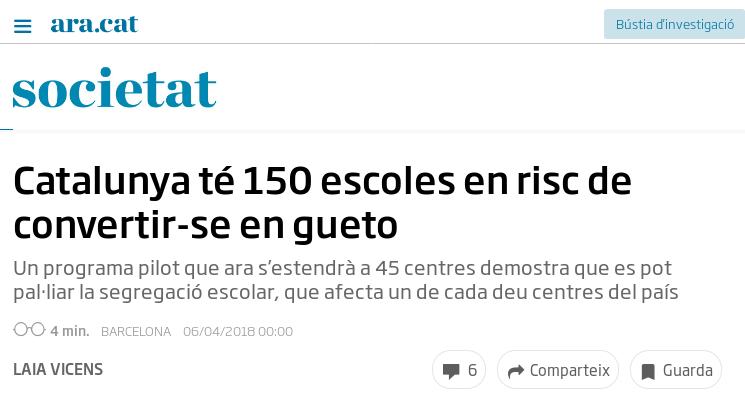 ara.cat
Bústia d'investigació
societat
Catalunya té 150 escoles en risc de
convertir-se en gueto
Un programa pilot que ara s'estendrà a 45 centres demostra que es pot
pal·liar la segregació escolar, que afecta un de cada deu centres del país
4 min. BARCELONA 06/04/2018 00:00
LAIA VICENS
6 Comparteix Guarda